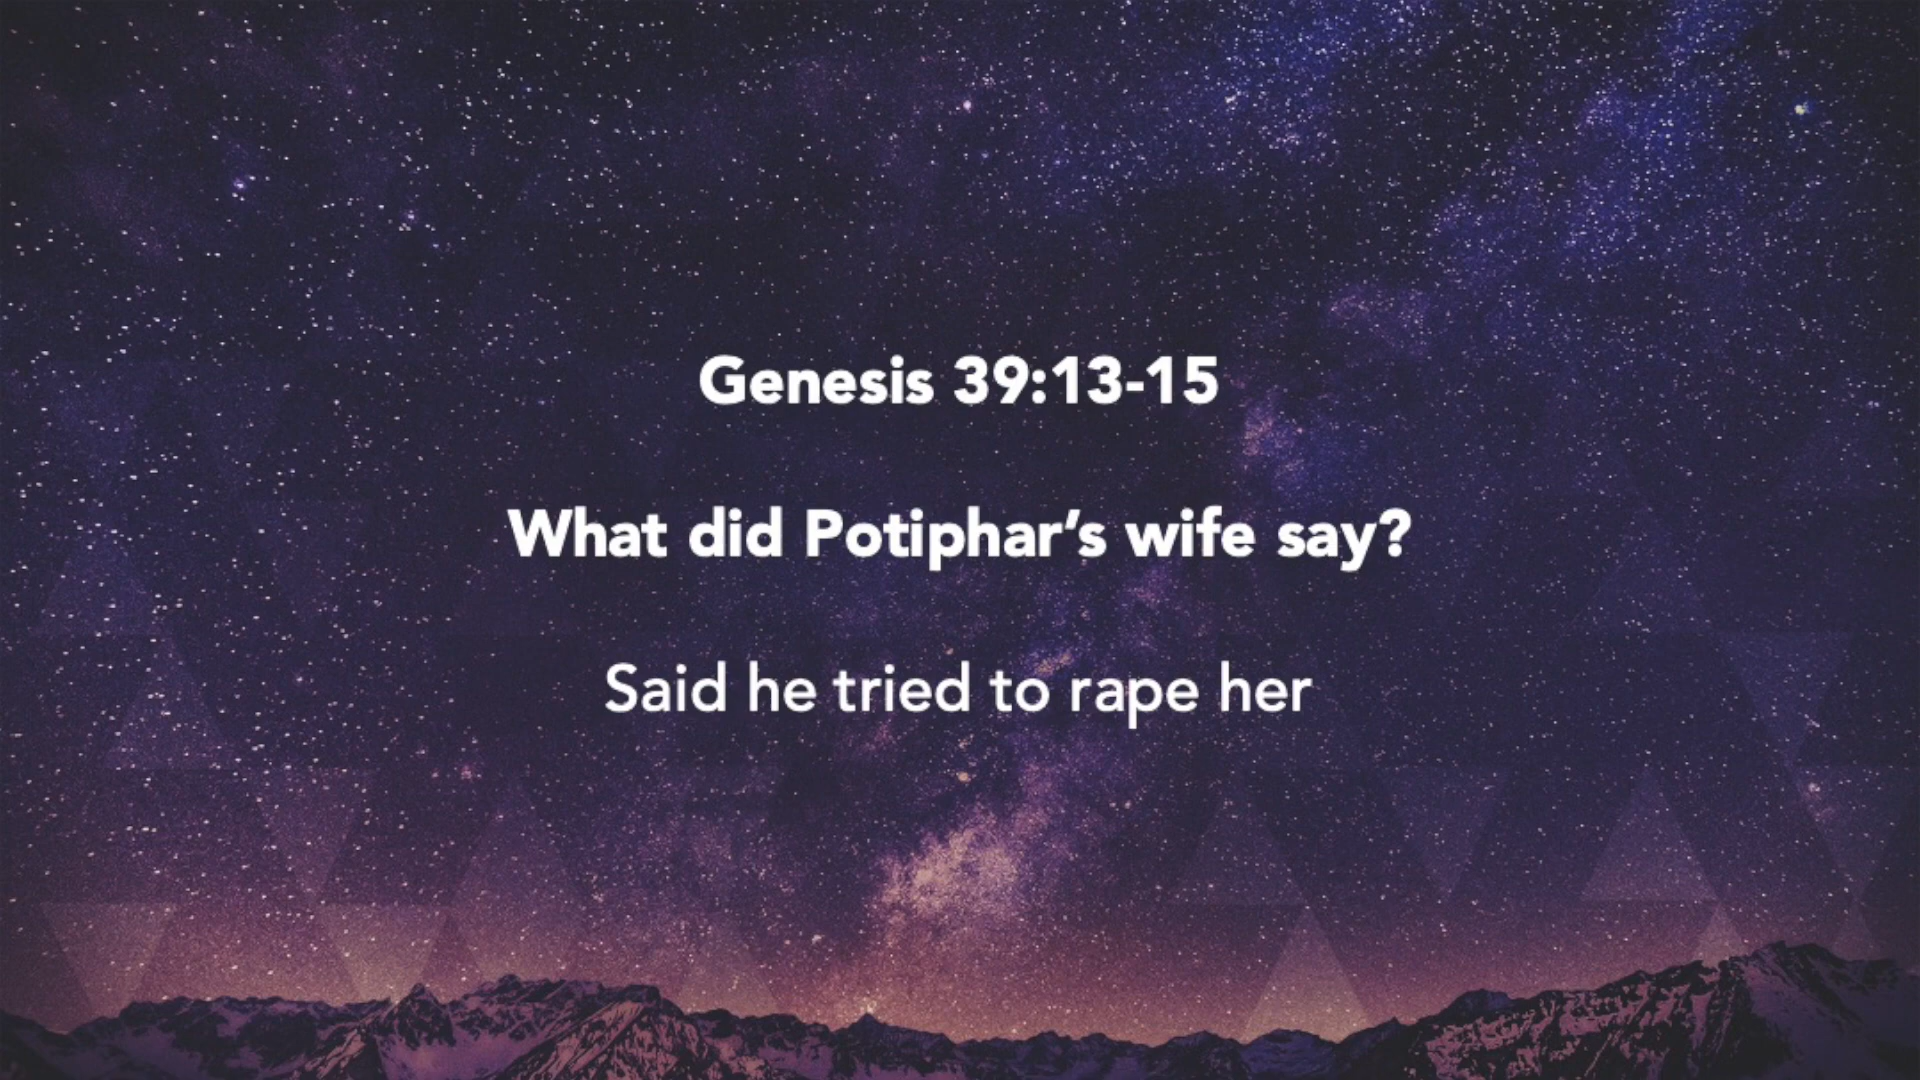 Genesis 39:13-15
What did Potiphar’s wife say?
Said he tried to rape her